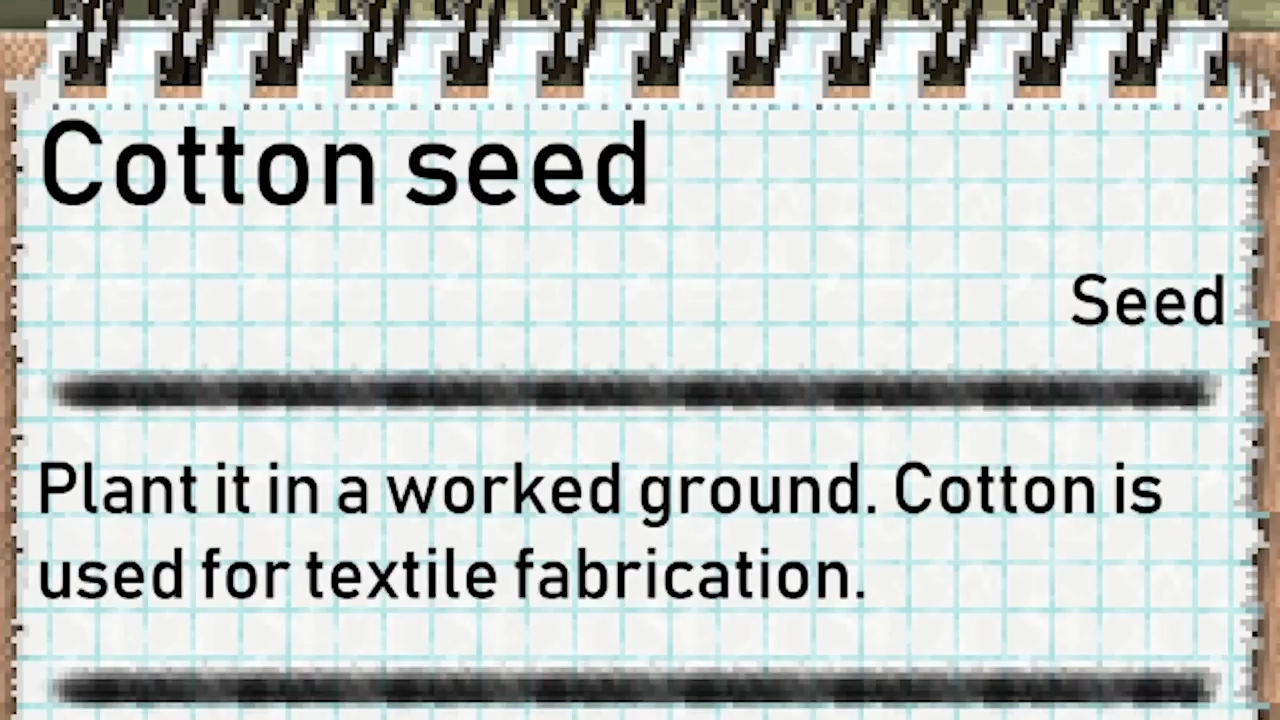 Cotton seed
Seed
Plant it in a worked ground. Cotton is
used for textile fabrication.